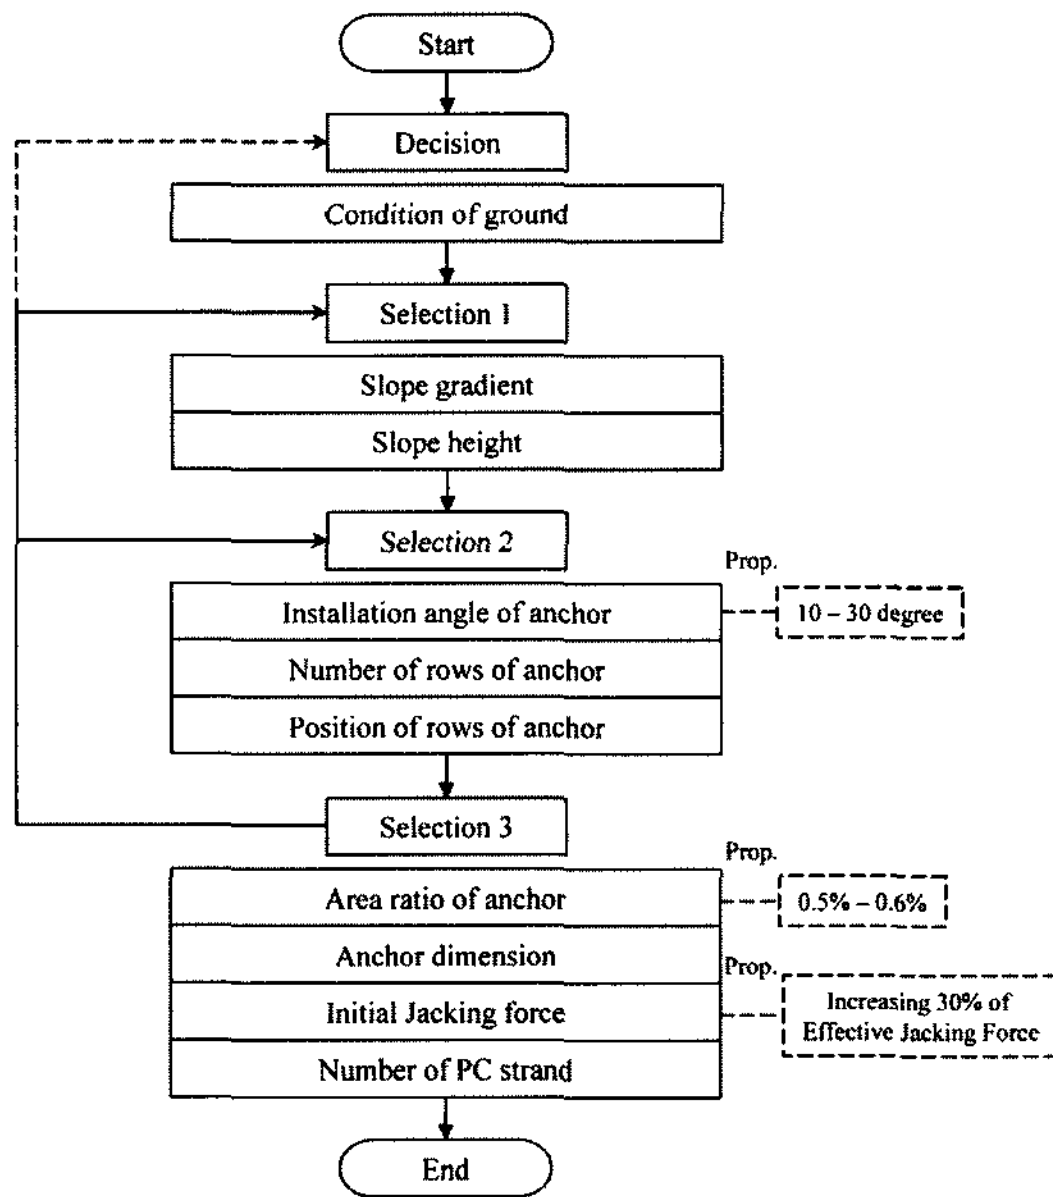 Start
Decision
Condition of ground
Selection 1
Slope gradient
Slope height
Selection 2
Prop.
Installation angle of anchor
10 – 30 degree
Number of rows of anchor
Position of rows of anchor
Selection 3
Prop.
Area ratio of anchor
0.5% – 0.6%
Anchor dimension
Prop.
Initial Jacking force
Increasing 30% of
Effective Jacking Force
Number of PC strand
End